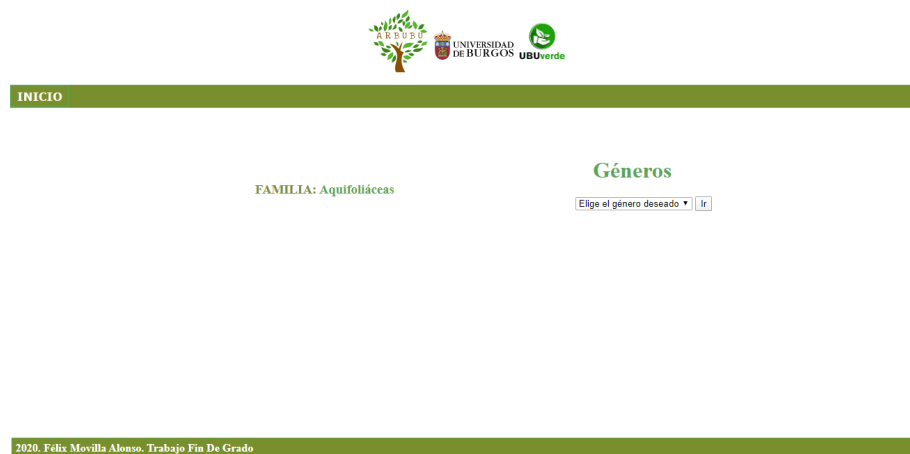 ARBUBU
UNIVERSIDAD
DE BURGOS
UBUverde
INICIO
FAMILIA: Aquifoliáceas
Géneros
Elige el género deseado
Ir
2020. Félix Movilla Alonso. Trabajo Fin De Grado